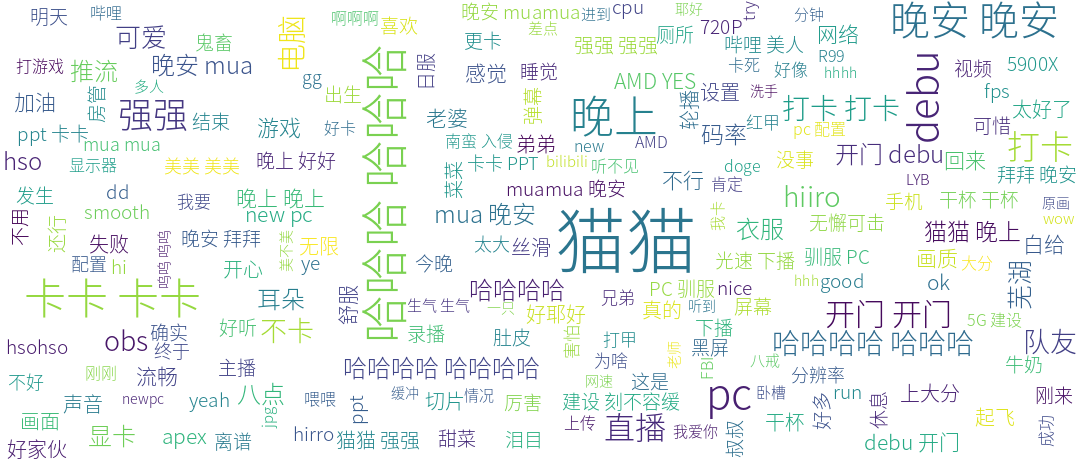 明天
哔哩
可爱
鬼畜
啊啊啊
喜欢
电脑
晚安 muamua
进到
cpu
耶好
try
分钟
晚安 晚安
差点
720P
打游戏
推流
多人
晚安 mua
gg
日服
更卡
感觉
睡觉
强强 强强
厕所
哔哩 美人
网络
R99
hhhh
卡死
好像
视频
5900X
加油
房管
强强
结束
出生
好卡
哈哈哈哈 哈哈哈哈
弹幕
AMD YES
轮播
设置
洗手
打卡 打卡
debu
fps
太好了
ppt 卡卡
mua mua
游戏
老婆
晚上
码率
红甲
pc 配置
可惜
打卡
南蛮 入侵
弟弟
new
AMD
hso
显示器
美美 美美
晚上 好好
菜菜
卡卡 PPT
bilibili
听不见
doge
没事
开门 debu
回来
发生
dd
我要
晚上 晚上
muamua 晚安
不行
肯定
LYB
拜拜 晚安
smooth
new pc
mua 晚安
猫猫
我卡
hiiro
手机
干杯 干杯
原画
不用
还行
失败
晚安 拜拜
美不美
无限
衣服
无懈可击
猫猫 晚上
wow
呜呜 呜呜
太大
丝滑
白给
配置
hi
开心
ye
今晚
光速 下播
驯服 PC
画质
大分
卡卡 卡卡
耳朵
舒服
哈哈哈哈
PC 驯服
nice
hhh
good
ok
芜湖
生气 生气
一只
兄弟
真的
听到
屏幕
obs
确实
好听
不卡
录播
好耶好
开门 开门
5G 建设
hsohso
终于
肚皮
害怕
打甲
下播
黑屏
哈哈哈哈 哈哈哈
队友
主播
哈哈哈哈 哈哈哈哈
为啥
老师
FBI
八戒
牛奶
不好
刚刚
流畅
八点
网速
这是
分辨率
声音
newpc
yeah
jpg
喂喂
ppt
缓冲
切片
情况
厉害
建设 刻不容缓
pc
卧槽
run
上大分
刚来
画面
显卡
上传
直播
我爱你
干杯
好多
休息
起飞
成功
好家伙
apex
离谱
hirro
猫猫 强强
甜菜
泪目
叔叔
debu 开门